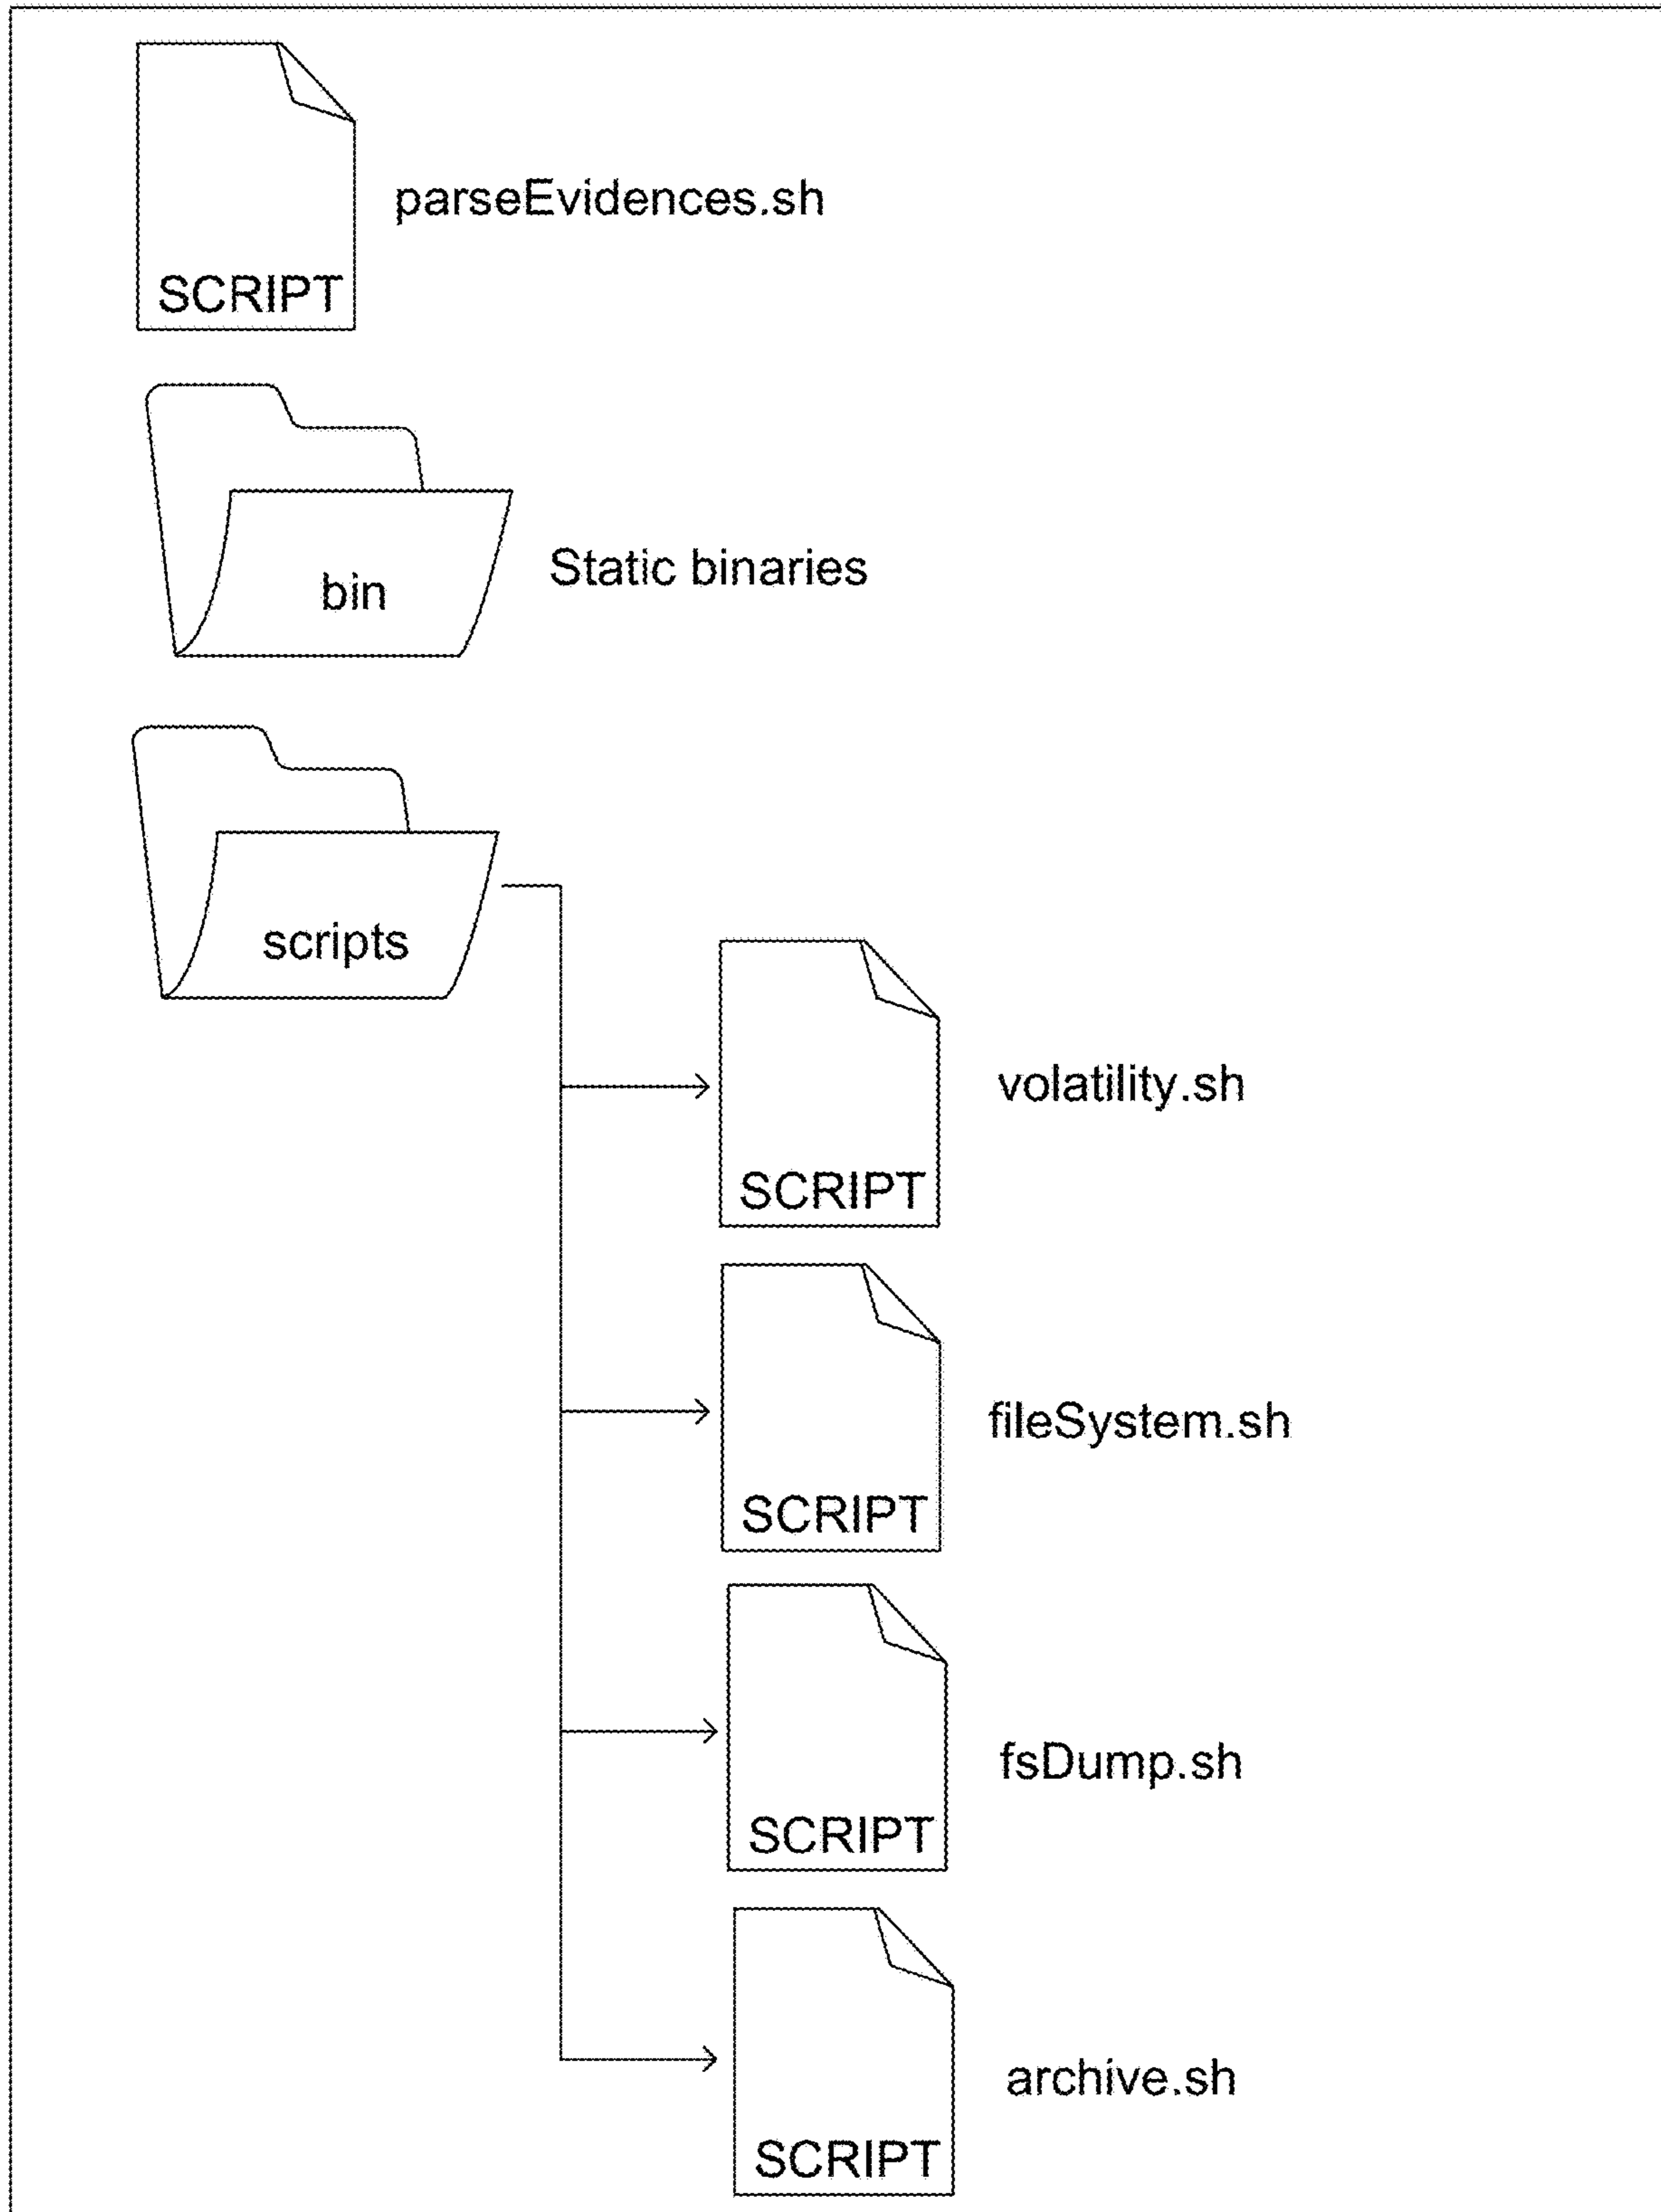 parseEvidences.sh
SCRIPT
Static binaries
bin
scripts
volatility.sh
SCRIPT
fileSystem.sh
SCRIPT
fsDump.sh
SCRIPT
archive.sh
SCRIPT